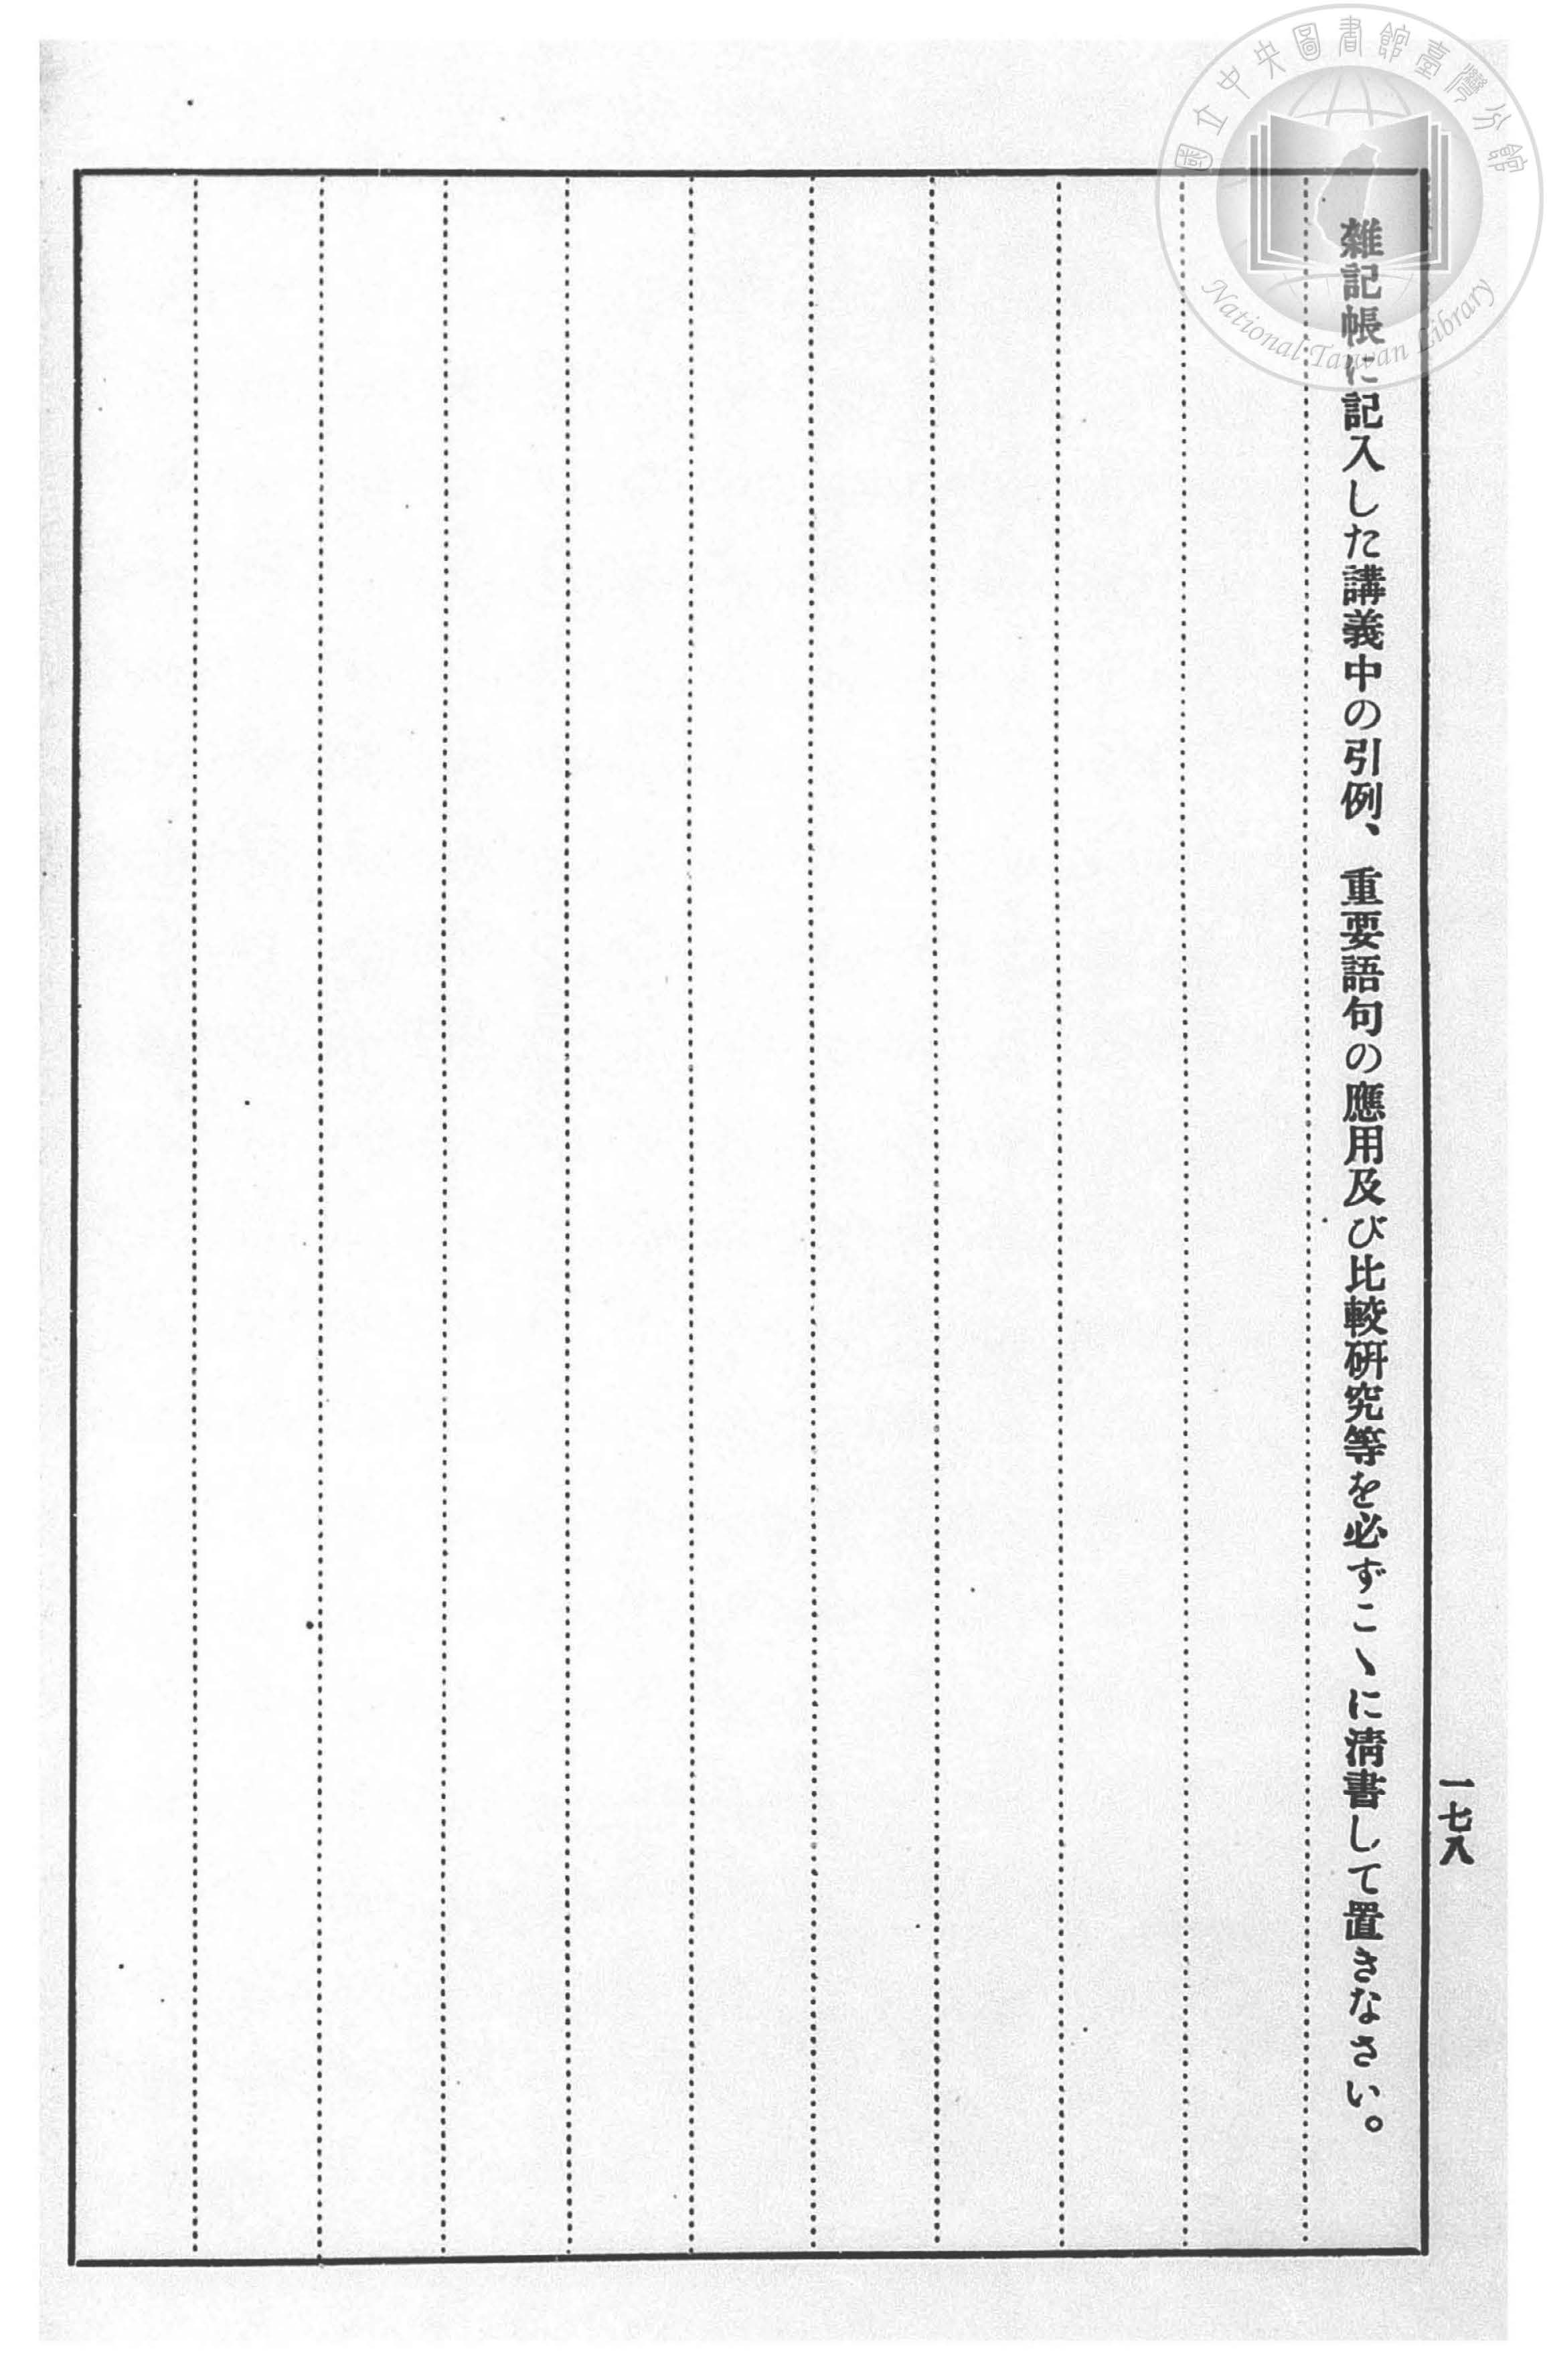 雜記帳に記入した講義中の引例、重要語句の應用及び比較硏究等を必ずこゝに淸書して置きなさい。
一七八
國立中央圖書館臺灣分館
National Taiwan Library